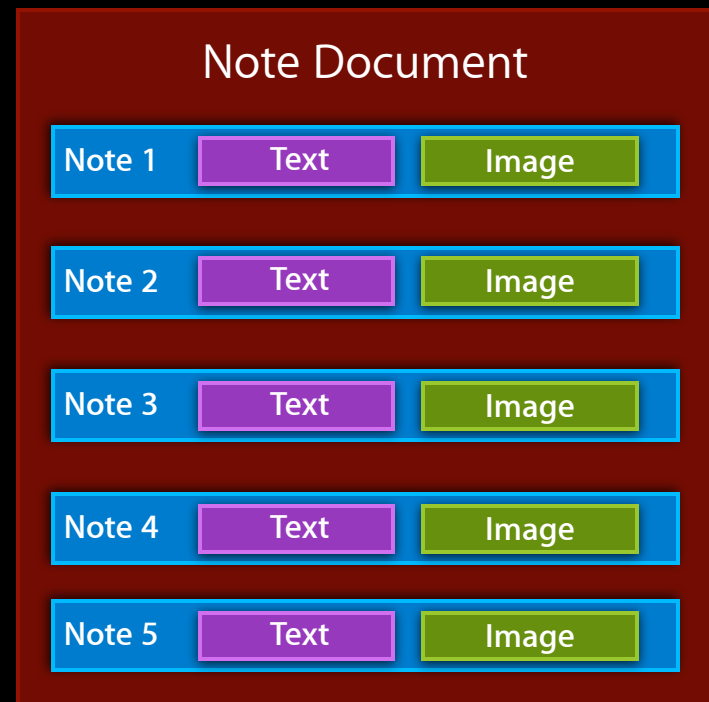 Note Document
Note 1 Text Image
Note 2 Text Image
Note 3 Text Image
Note 4 Text Image
Note 5 Text Image